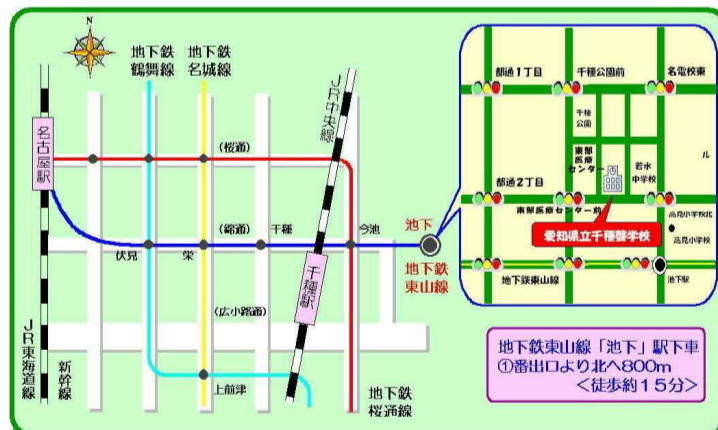 地下鉄
鶴舞線
地下鉄
名城線
JR中央線
名古屋駅
(桜通)
(錦通)
千種
今池
池下
伏見
栄
地下鉄
東山線
千種駅
(広小路通)
上前津
地下鉄
桜通線
JR東海道線
新幹線
都通1丁目
千種公園前
名電校東
千種
公園
東部
医療
センター
若水
中学校
ル
都通2丁目
東部医療センター前
高見小学校北
高見小学校
愛知県立千種聾学校
地下鉄東山線
池下駅
地下鉄東山線「池下」駅下車
①番出口より北へ800m
<徒歩約15分>